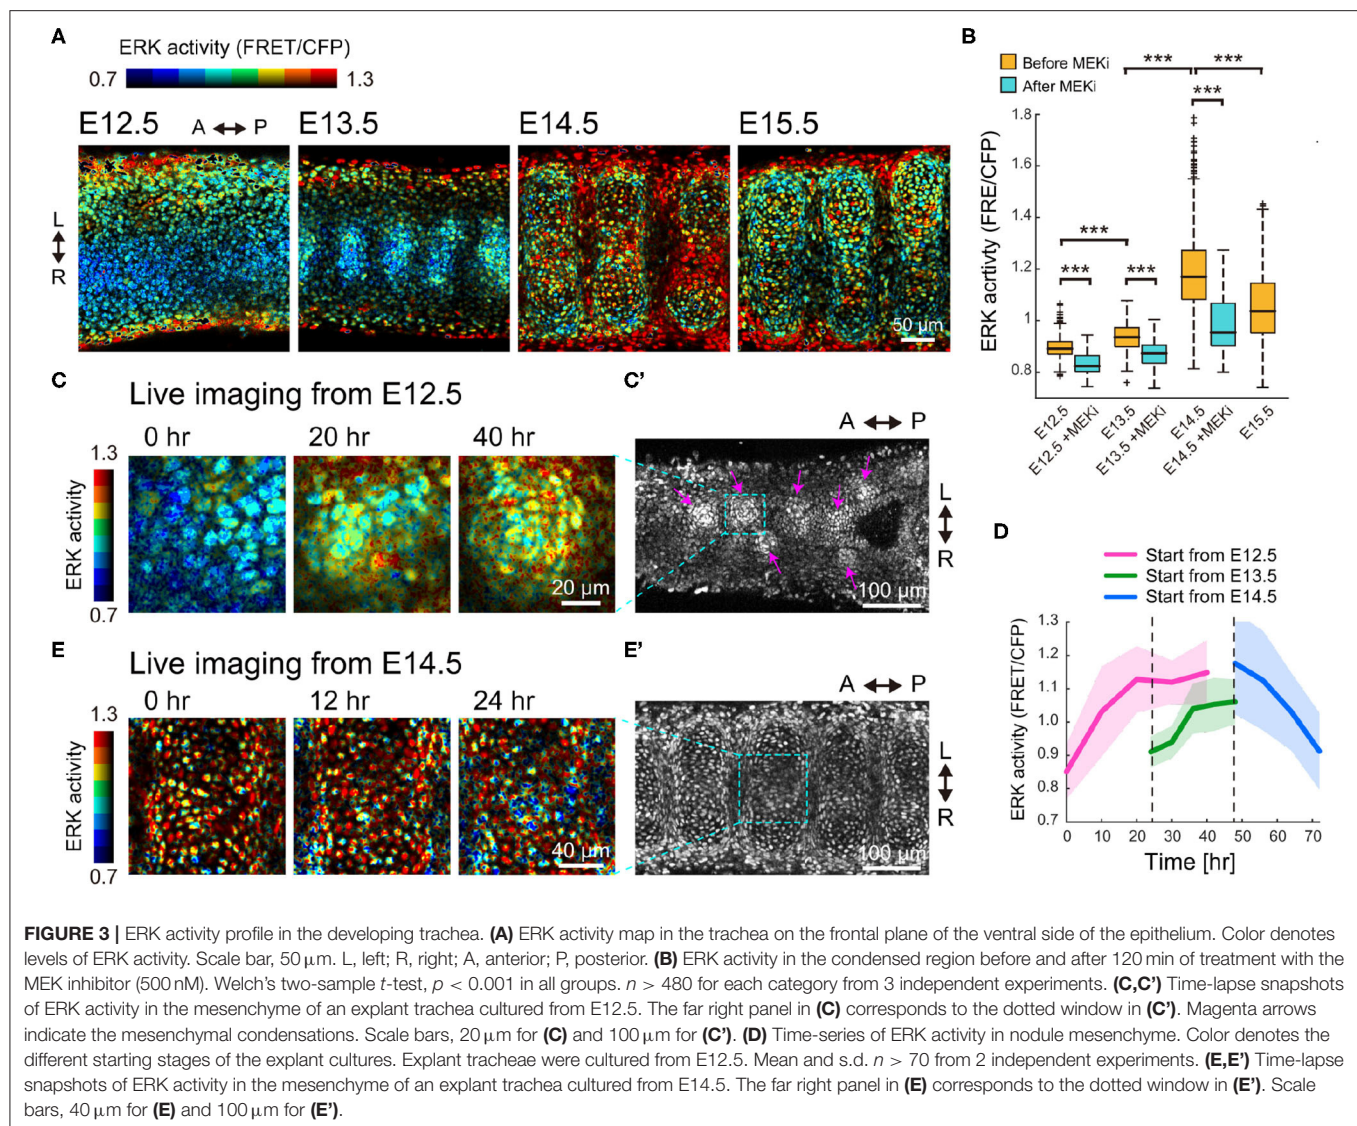 A
ERK activity (FRET/CFP)
0.7 1.3
E12.5 A P E13.5 E14.5 E15.5
L
R
50 µm
B
Before MEKi
After MEKi
*** ***
***
*** *** ***
ERK acrtivty (FRE/CFP)
1.8
1.6
1.4
1.2
1
0.8
E12.5
E12.5 +MEKi
E13.5
E13.5 +MEKi
E14.5
E14.5 +MEKi
E15.5
C
Live imaging from E12.5
0 hr 20 hr 40 hr
1.3
ERK activity
0.7
20 µm
C'
A P
L
R
100 µm
D
Start from E12.5
Start from E13.5
Start from E14.5
ERK activity (FRET/CFP)
1.3
1.2
1.1
1.0
0.9
0.8
0.7
0 10 20 30 40 50 60 70
Time [hr]
E
Live imaging from E14.5
0 hr 12 hr 24 hr
1.3
ERK activity
0.7
40 µm
E'
A P
L
R
100 µm
FIGURE 3 | ERK activity profile in the developing trachea. (A) ERK activity map in the trachea on the frontal plane of the ventral side of the epithelium. Color denotes
levels of ERK activity. Scale bar, 50 µm. L, left; R, right; A, anterior; P, posterior. (B) ERK activity in the condensed region before and after 120 min of treatment with the
MEK inhibitor (500 nM). Welch's two-sample t-test, p < 0.001 in all groups. n > 480 for each category from 3 independent experiments. (C,C') Time-lapse snapshots
of ERK activity in the mesenchyme of an explant trachea cultured from E12.5. The far right panel in (C) corresponds to the dotted window in (C'). Magenta arrows
indicate the mesenchymal condensations. Scale bars, 20 µm for (C) and 100 µm for (C'). (D) Time-series of ERK activity in nodule mesenchyme. Color denotes the
different starting stages of the explant cultures. Explant tracheae were cultured from E12.5. Mean and s.d. n > 70 from 2 independent experiments. (E,E') Time-lapse
snapshots of ERK activity in the mesenchyme of an explant trachea cultured from E14.5. The far right panel in (E) corresponds to the dotted window in (E'). Scale
bars, 40 µm for (E) and 100 µm for (E').